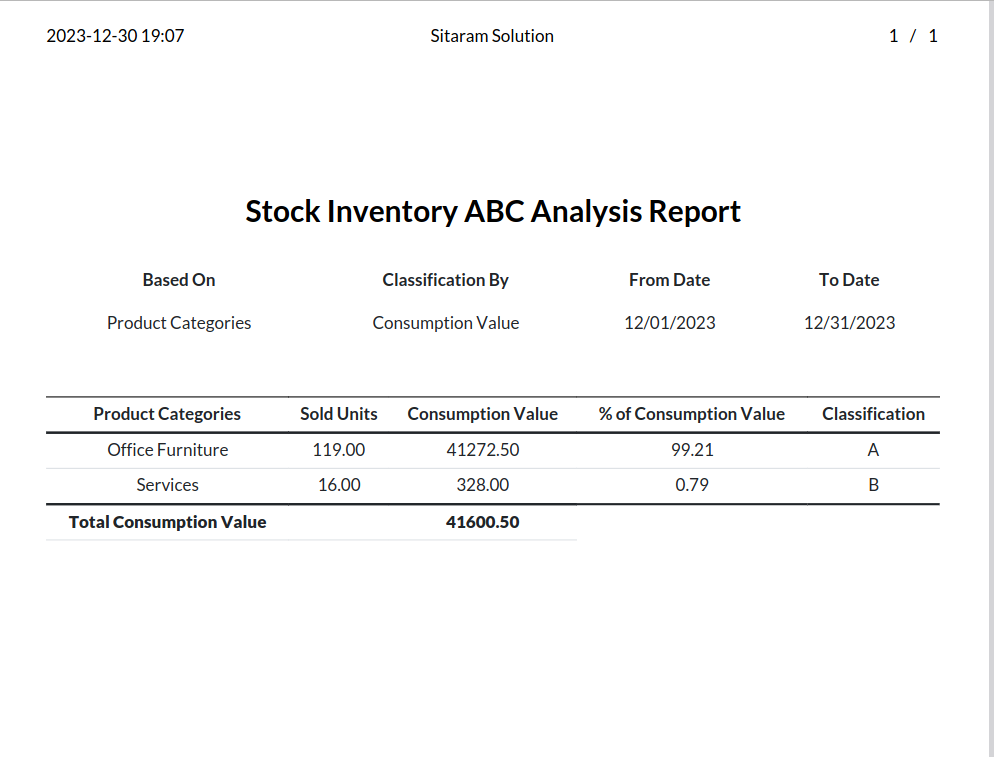 2023-12-30 19:07 Sitaram Solution 1 / 1
Stock Inventory ABC Analysis Report
Based On Classification By From Date To Date
Product Categories Consumption Value 12/01/2023 12/31/2023
Product Categories Sold Units Consumption Value % of Consumption Value Classification
Office Furniture 119.00 41272.50 99.21 A
Services 16.00 328.00 0.79 B
Total Consumption Value 41600.50